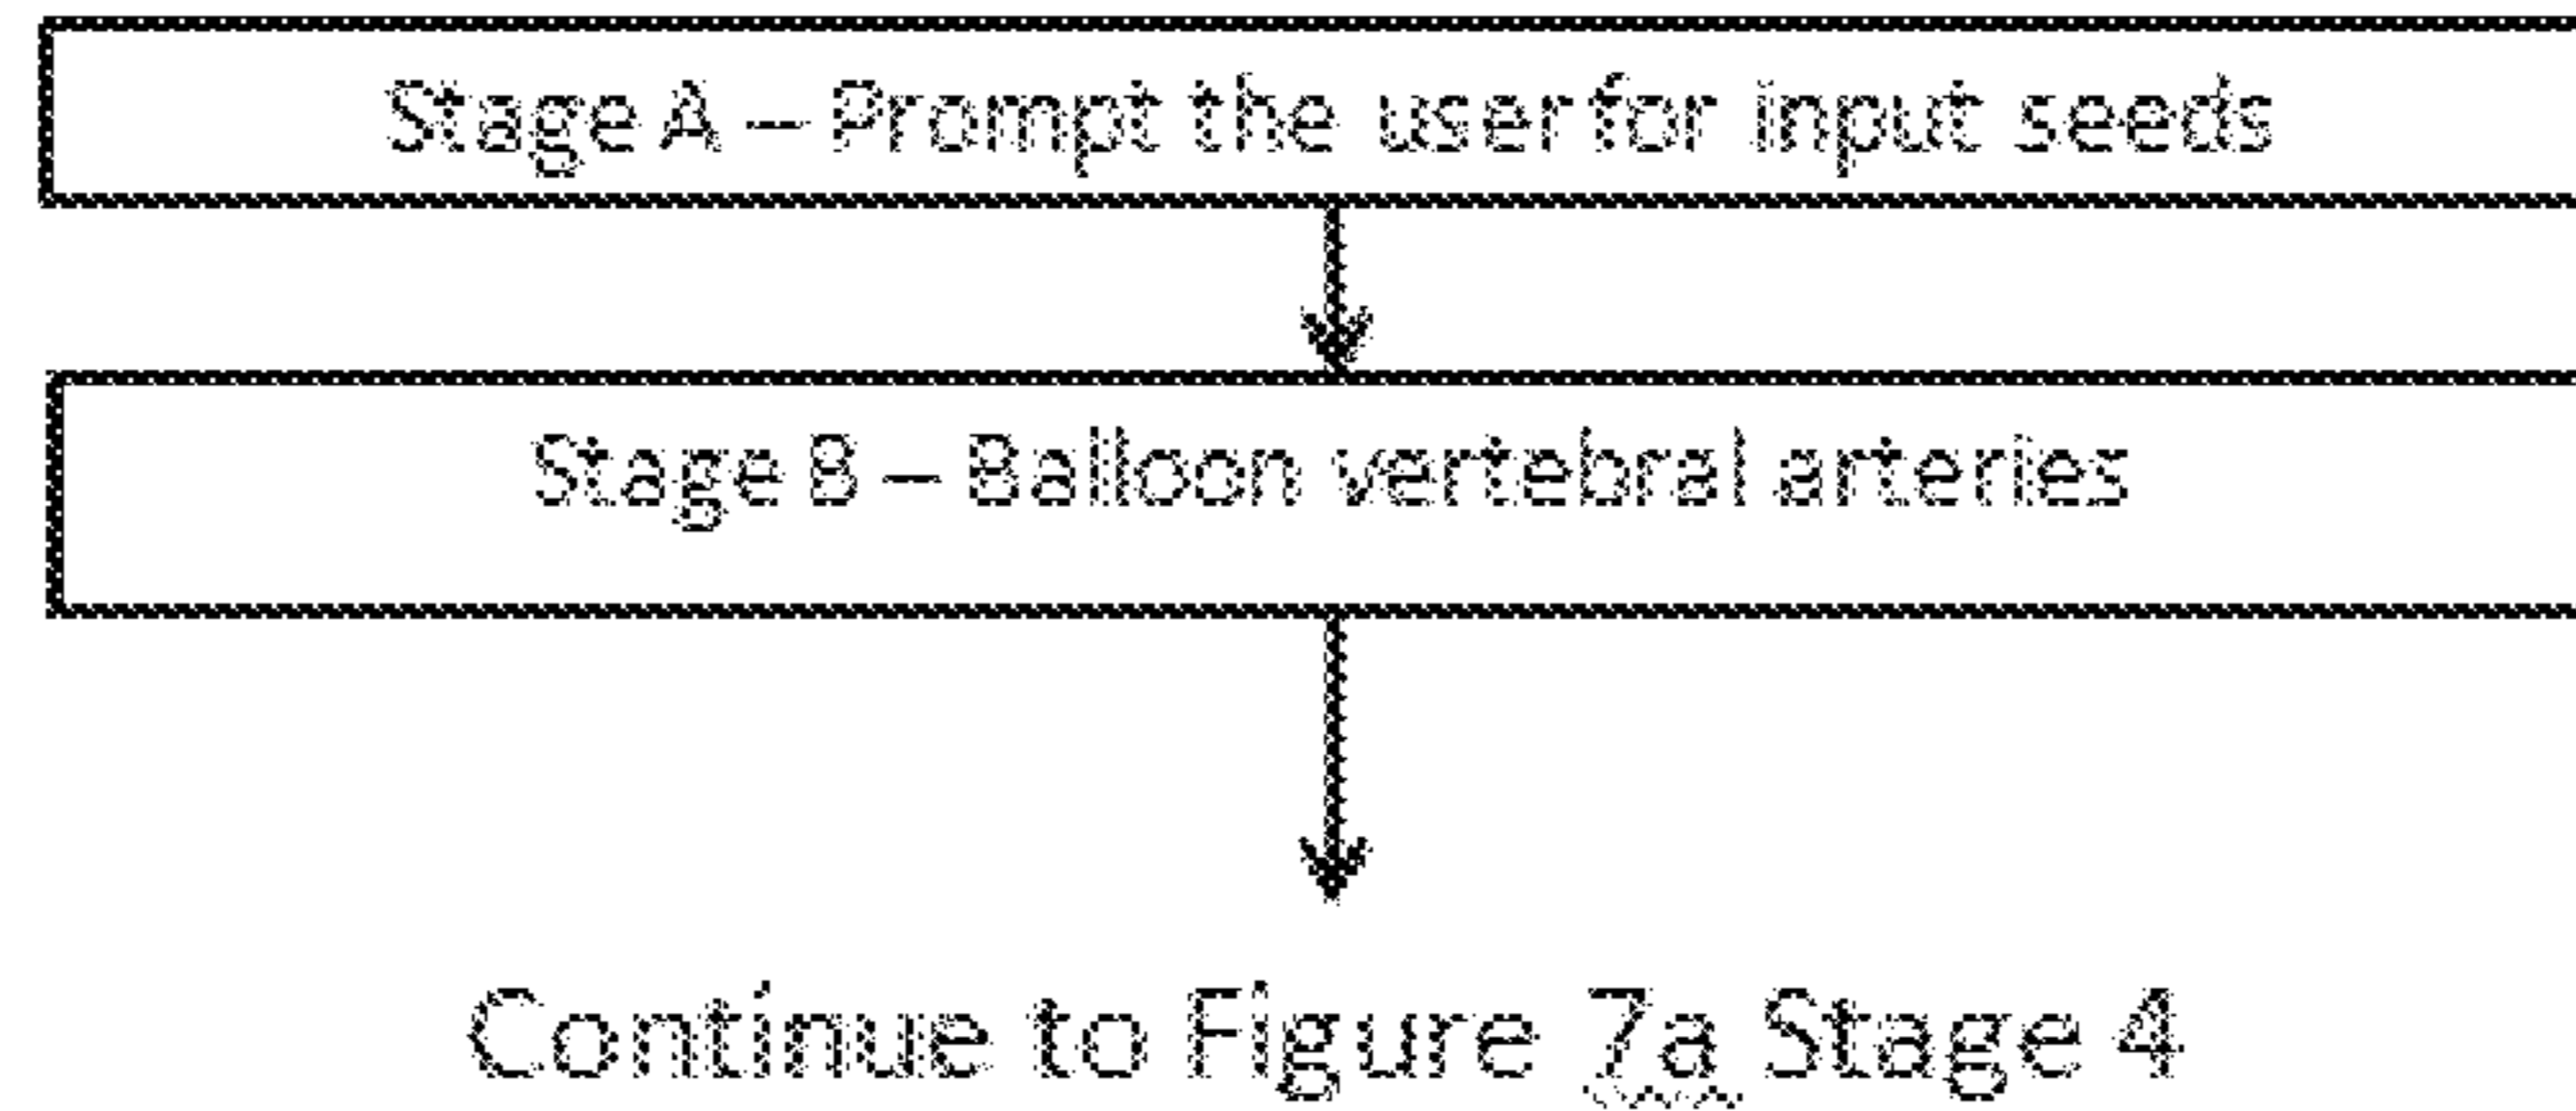 Stage A – Prompt the user for input seeds
Stage B – Balloon vertebral arteries
Continue to Figure 7a Stage 4